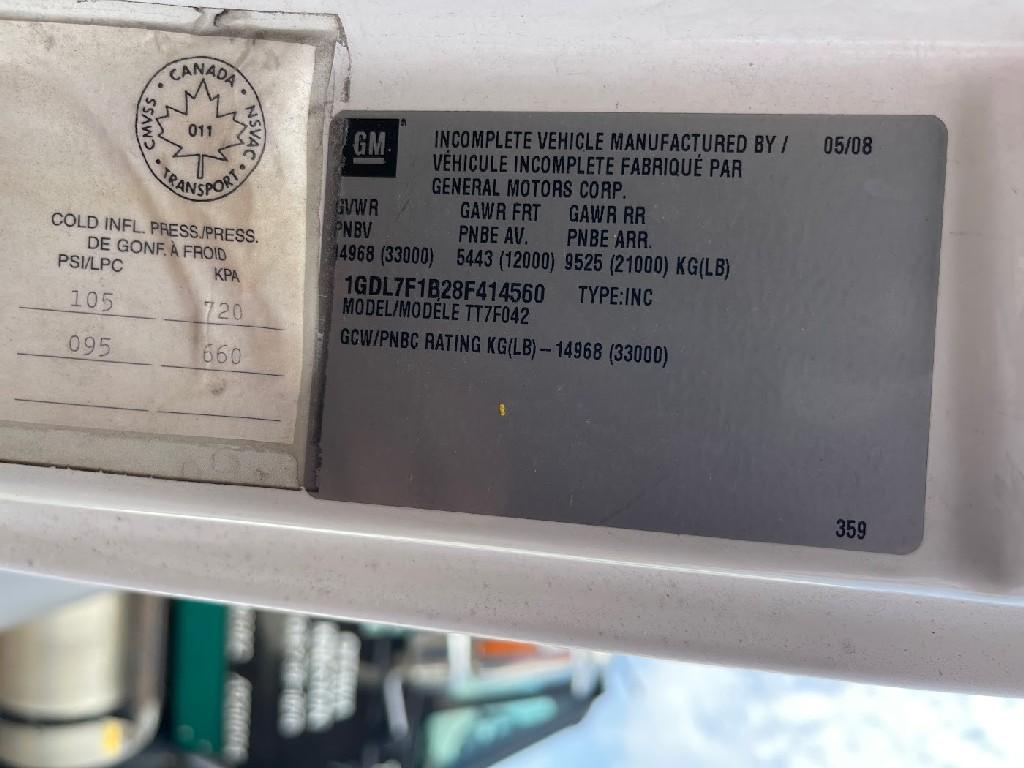 CANADA
CMVSS
NSVAC
011
TRANSPORT
COLD INFL. PRESS./PRESS.
DE GONF. À FROID
PSI/LPC KPA
105 720
095 660
GM
INCOMPLETE VEHICLE MANUFACTURED BY / 05/08
VÉHICULE INCOMPLETE FABRIQUÉ PAR
GENERAL MOTORS CORP.
GVWR GAWR FRT GAWR RR
PNBV PNBE AV. PNBE ARR.
14968 (33000) 5443 (12000) 9525 (21000) KG(LB)
1GDL7F1B28F414560 TYPE:INC
MODEL/MODÈLE TT7F042
GCW/PNBC RATING KG(LB) – 14968 (33000)
359